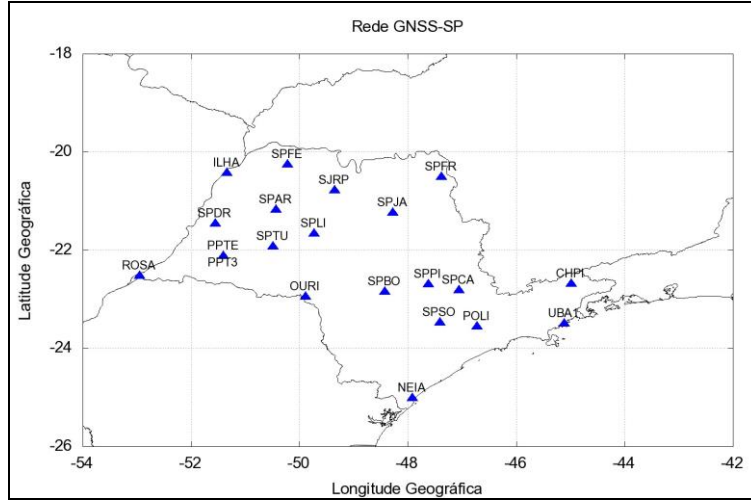 Rede GNSS-SP
Latitude Geográfica
-18
-20
-22
-24
-26
SPFE
ILHA
SPFR
SJRP
SPAR
SPJA
SPDR
SPLI
SPTU
PPTE
PPT3
ROSA
OURI
SPBO
SPPI
SPCA
CHPI
SPSO
POLI
UBA1
NEIA
-54 -52 -50 -48 -46 -44 -42
Longitude Geográfica